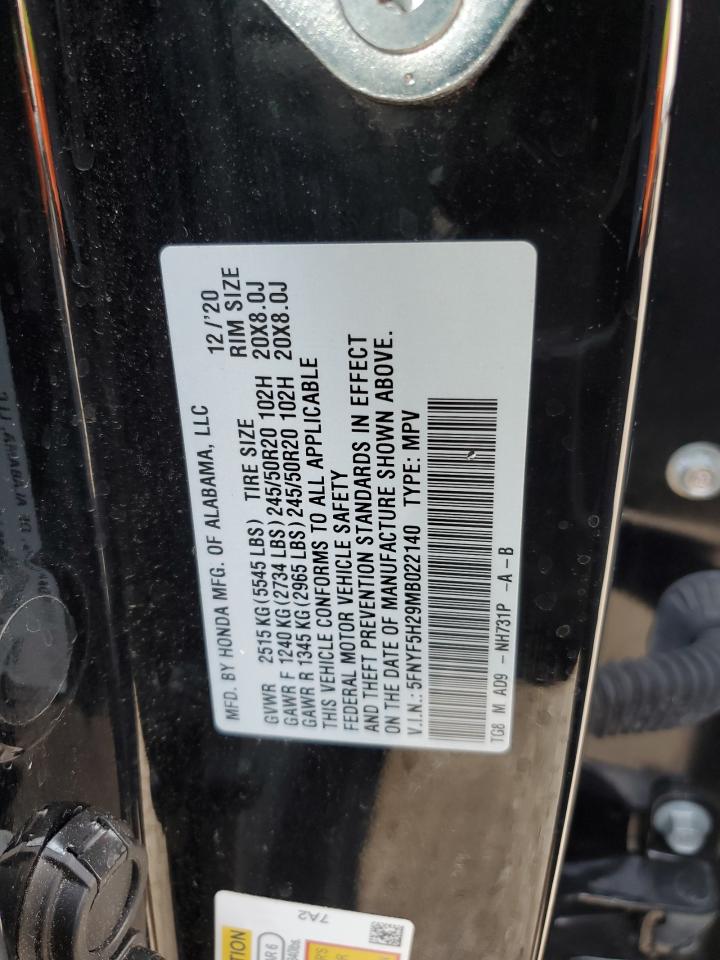 MFD. BY HONDA MFG. OF ALABAMA, LLC 12/'20
GVWR 2515 KG (5545 LBS) TIRE SIZE RIM SIZE
GAWR F 1240 KG (2734 LBS) 245/50R20 102H 20X8.0J
GAWR R 1345 KG (2965 LBS) 245/50R20 102H 20X8.0J
THIS VEHICLE CONFORMS TO ALL APPLICABLE
FEDERAL MOTOR VEHICLE SAFETY
AND THEFT PREVENTION STANDARDS IN EFFECT
ON THE DATE OF MANUFACTURE SHOWN ABOVE.
V.I.N.: 5FNYF5H29MB022140 TYPE: MPV
TG8 M AD9 - NH731P -A -B
7A2